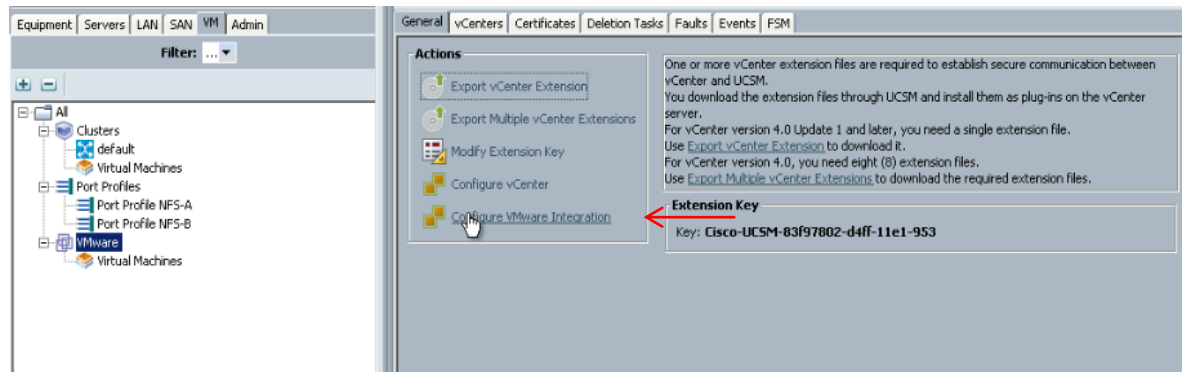 Equipment Servers LAN SAN VM Admin
Filter: ...
All
Clusters
default
Virtual Machines
Port Profiles
Port Profile NFS-A
Port Profile NFS-B
VMware
Virtual Machines
General vCenters Certificates Deletion Tasks Faults Events FSM
Actions
Export vCenter Extension
Export Multiple vCenter Extensions
Modify Extension Key
Configure vCenter
Configure VMware Integration
One or more vCenter extension files are required to establish secure communication between
vCenter and UCSM.
You download the extension files through UCSM and install them as plug-ins on the vCenter
server.
For vCenter version 4.0 Update 1 and later, you need a single extension file.
Use Export vCenter Extension to download it.
For vCenter version 4.0, you need eight (8) extension files.
Use Export Multiple vCenter Extensions to download the required extension files.
Extension Key
Key: Cisco-UCSM-83f97802-d4ff-11e1-953